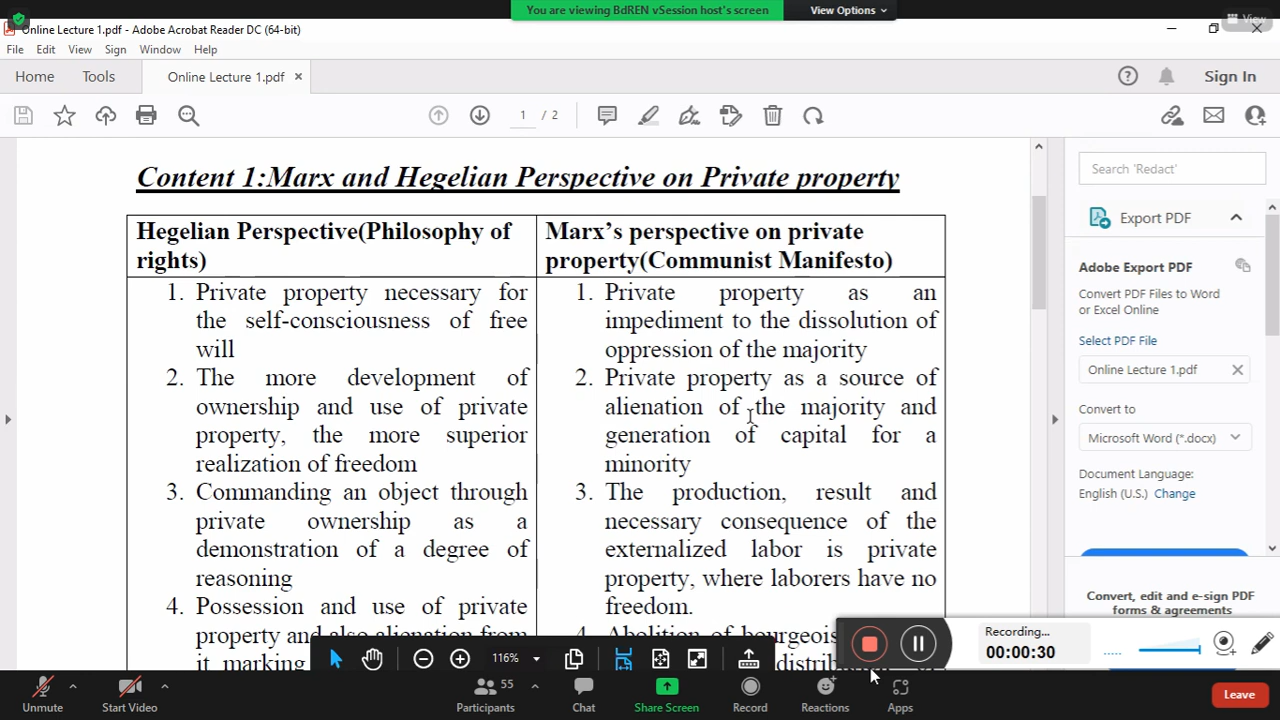 You are viewing BdREN vSession host's screen
View Options
View
Online Lecture 1.pdf - Adobe Acrobat Reader DC (64-bit)
File Edit View Sign Window Help
Home Tools Online Lecture 1.pdf
Sign In
1 / 2
Content 1:Marx and Hegelian Perspective on Private property
Hegelian Perspective(Philosophy of
rights)
1. Private property necessary for
the self-consciousness of free
will
2. The more development of
ownership and use of private
property, the more superior
realization of freedom
3. Commanding an object through
private ownership as a
demonstration of a degree of
reasoning
4. Possession and use of private
property and also alienation from
it marking
Marx's perspective on private
property(Communist Manifesto)
1. Private property as an
impediment to the dissolution of
oppression of the majority
2. Private property as a source of
alienation of the majority and
generation of capital for a
minority
3. The production, result and
necessary consequence of the
externalized labor is private
property, where laborers have no
freedom.
4. Abolition of bourgeois
Search 'Redact'
Export PDF
Adobe Export PDF
Convert PDF Files to Word
or Excel Online
Select PDF File
Online Lecture 1.pdf
Convert to
Microsoft Word (*.docx)
Document Language:
English (U.S.) Change
Convert, edit and e-sign PDF
forms & agreements
116%
Recording...
00:00:30
Unmute
Start Video
55
Participants
Chat
Share Screen
Record
Reactions
Apps
Leave